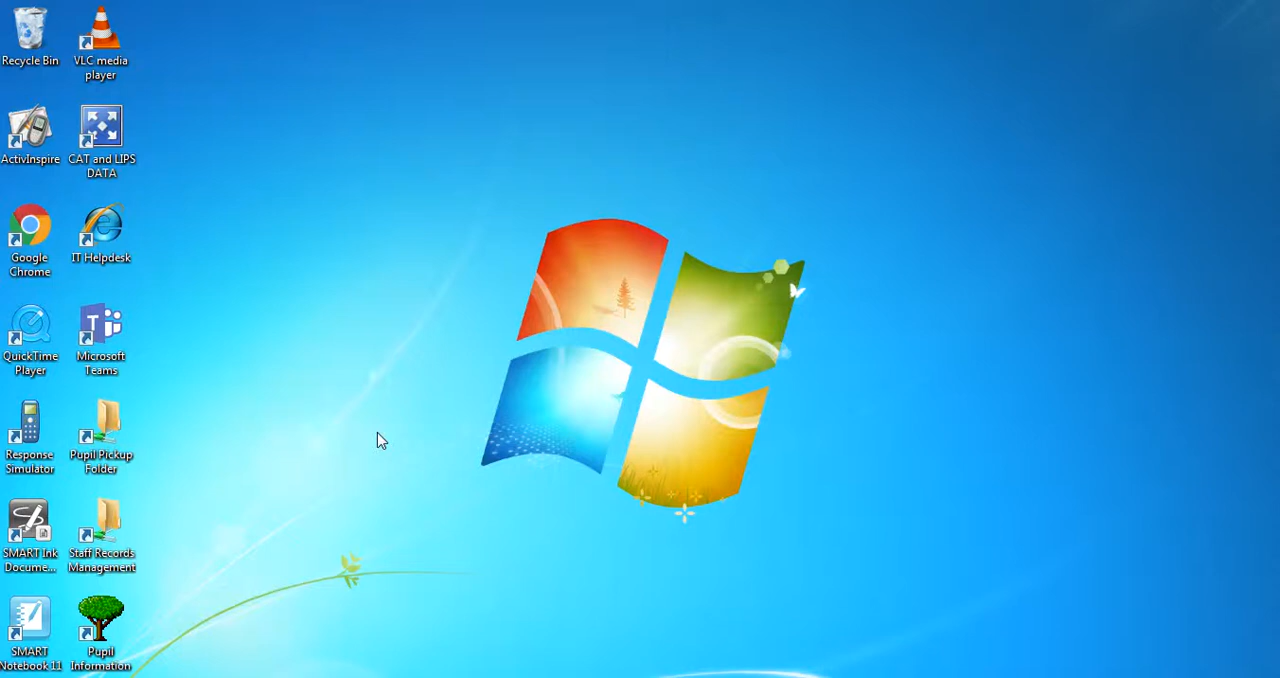 Recycle Bin
VLC media
player
ActivInspire
CAT and LIPS
DATA
Google
Chrome
IT Helpdesk
QuickTime
Player
Microsoft
Teams
Response
Simulator
Pupil Pickup
Folder
SMART Ink
Docume...
Staff Records
Management
SMART
Notebook 11
Pupil
Information